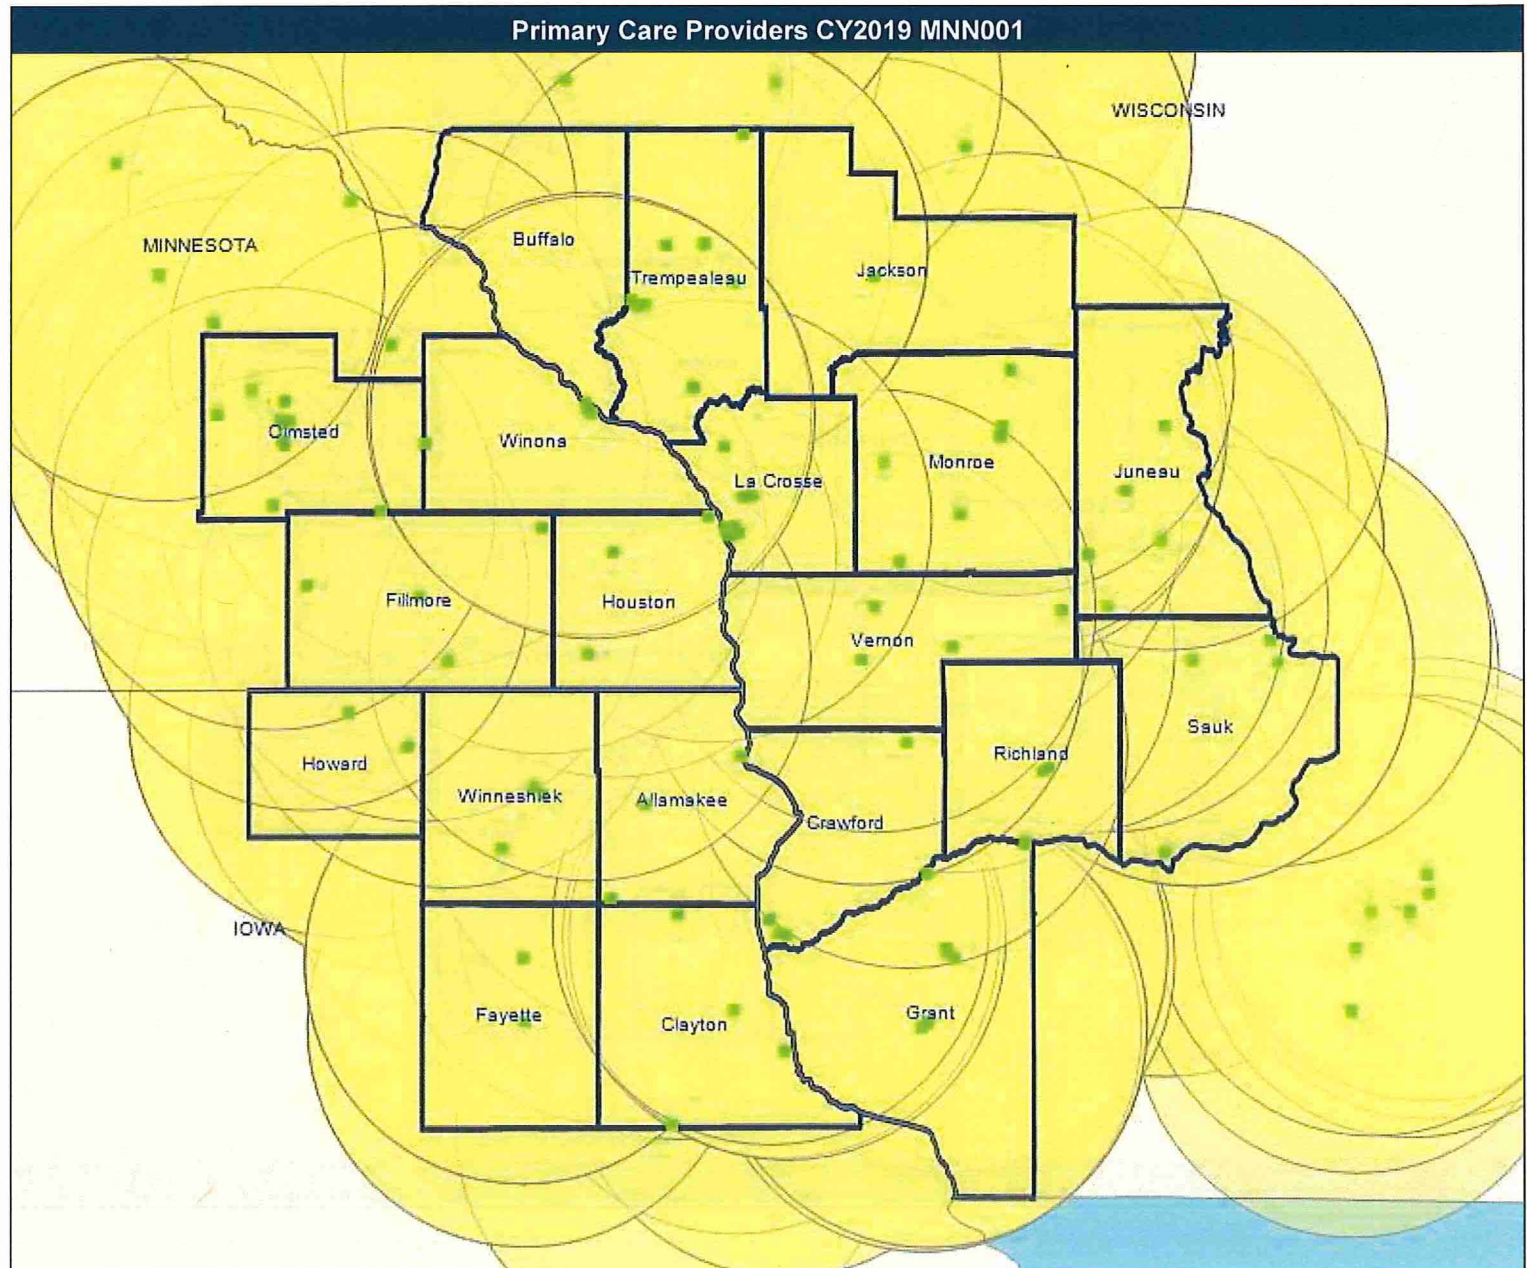 Primary Care Providers CY2019 MNN001
WISCONSIN
MINNESOTA
Buffalo
Trempealeau
Jackson
Olmsted
Winona
La Crosse
Monroe
Juneau
Fillmore
Houston
Vernon
Sauk
Richland
Howard
Winneshiek
Allamakee
Crawford
IOWA
Fayette
Clayton
Grant